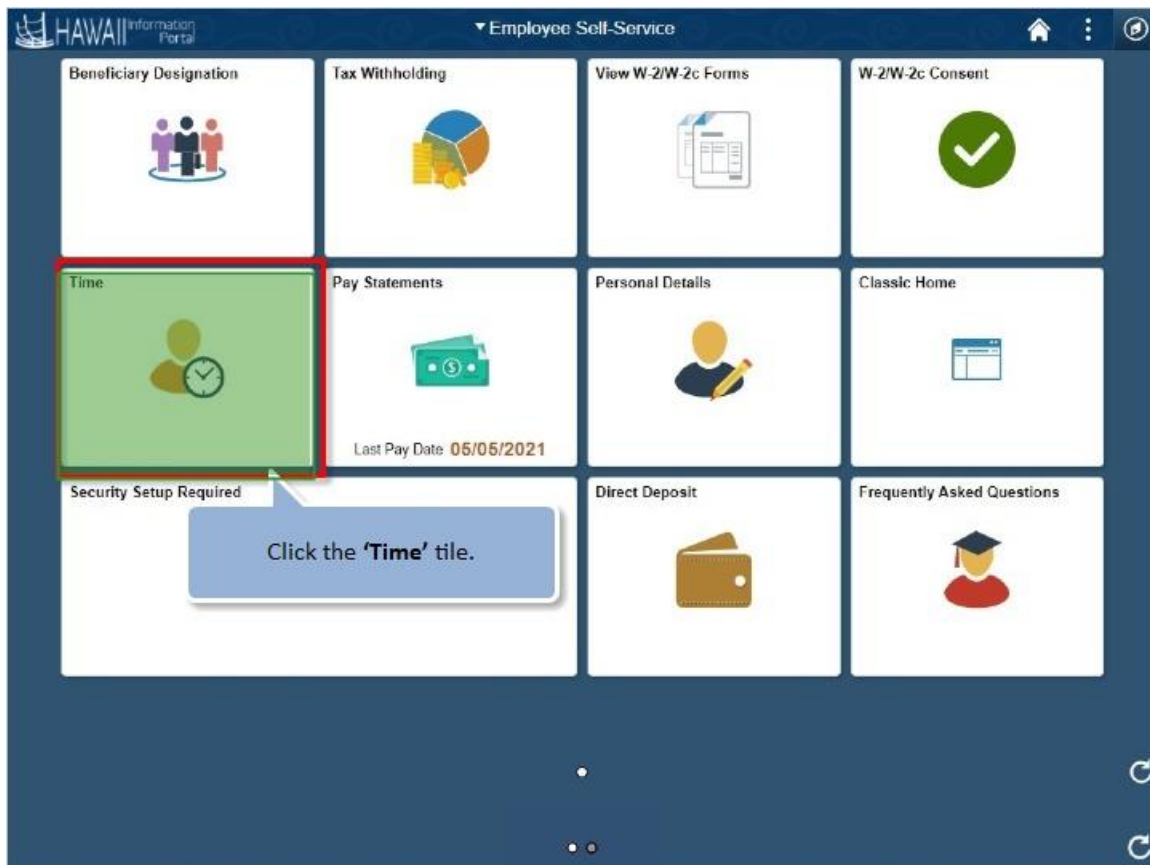 HAWAII Information
Portal
Employee Self-Service
Beneficiary Designation
Tax Withholding
View W-2/W-2c Forms
W-2/W-2c Consent
Time
Pay Statements
Last Pay Date 05/05/2021
Personal Details
Classic Home
Security Setup Required
Click the ‘Time’ tile.
Direct Deposit
Frequently Asked Questions